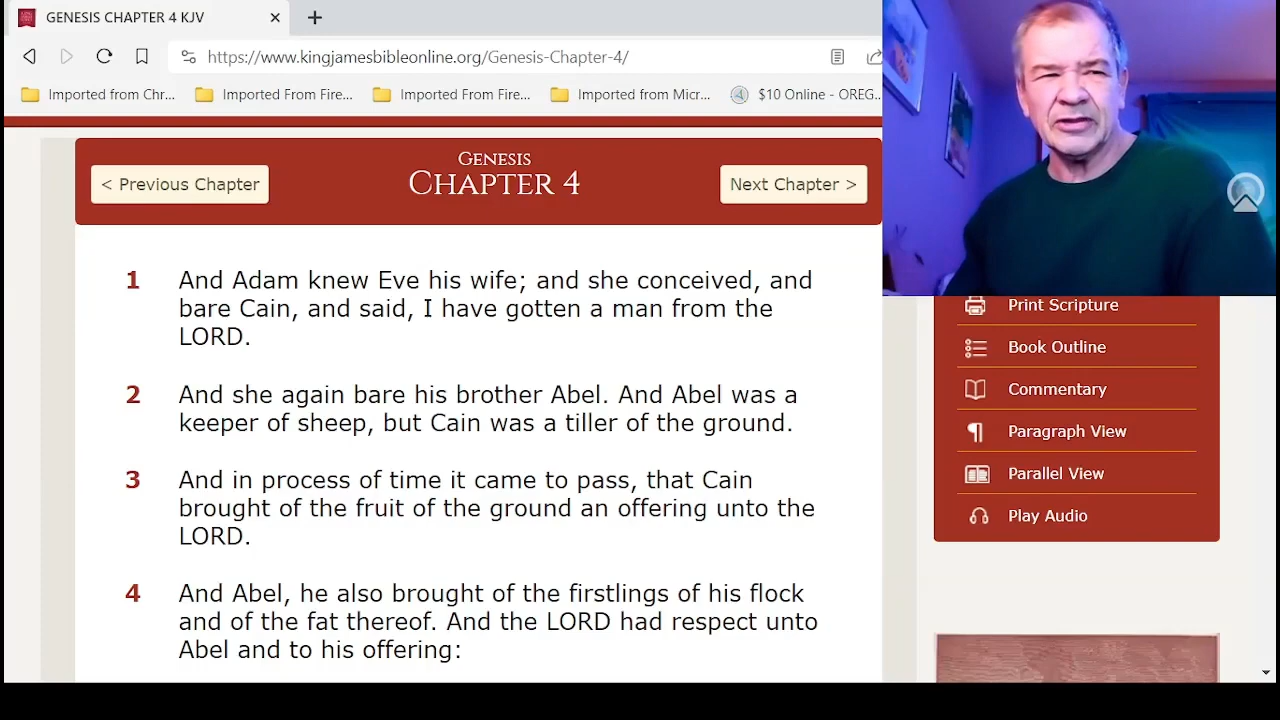 GENESIS CHAPTER 4 KJV
https://www.kingjamesbibleonline.org/Genesis-Chapter-4/
Imported from Chr...
Imported From Fire...
Imported From Fire...
Imported from Micr...
$10 Online - OREG...
< Previous Chapter
GENESIS
CHAPTER 4
Next Chapter >
1 And Adam knew Eve his wife; and she conceived, and
bare Cain, and said, I have gotten a man from the
LORD.
2 And she again bare his brother Abel. And Abel was a
keeper of sheep, but Cain was a tiller of the ground.
3 And in process of time it came to pass, that Cain
brought of the fruit of the ground an offering unto the
LORD.
4 And Abel, he also brought of the firstlings of his flock
and of the fat thereof. And the LORD had respect unto
Abel and to his offering:
Print Scripture
Book Outline
Commentary
Paragraph View
Parallel View
Play Audio